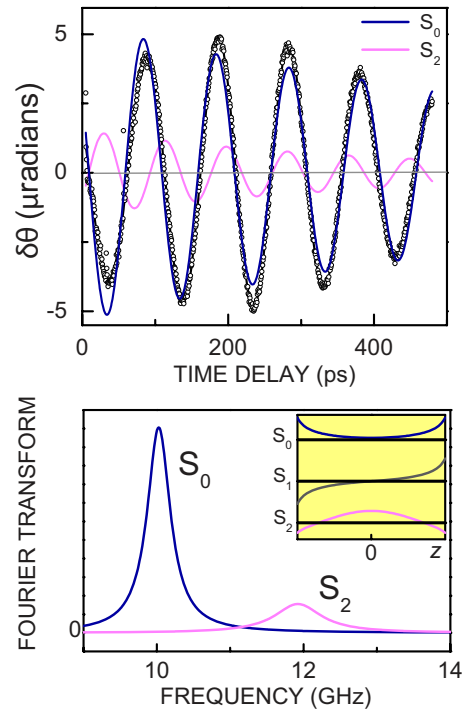 S₀
S₂
δθ (μradians)
5
0
-5
0
200
400
TIME DELAY (ps)
FOURIER TRANSFORM
0
S₀
S₂
S₀
S₁
S₂
0
z
10
12
14
FREQUENCY (GHz)